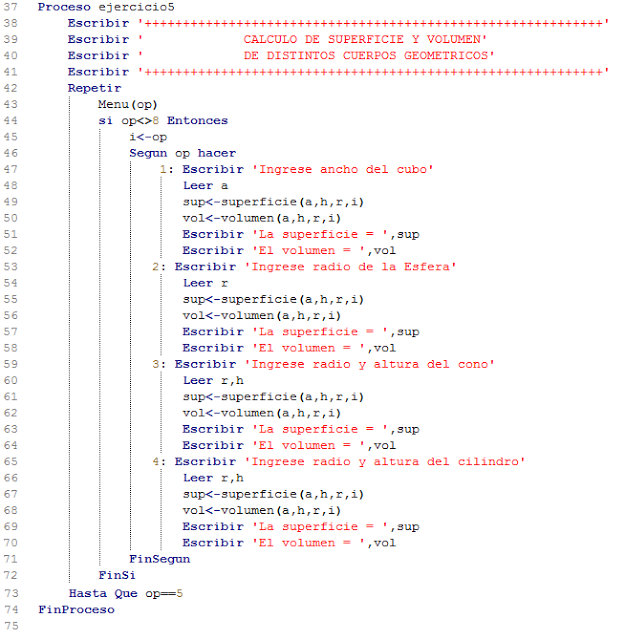 37 Proceso ejercicio5
38 Escribir '++++++++++++++++++++++++++++++++++++++++++++++++++++++++++++'
39 Escribir ' CALCULO DE SUPERFICIE Y VOLUMEN'
40 Escribir ' DE DISTINTOS CUERPOS GEOMETRICOS'
41 Escribir '++++++++++++++++++++++++++++++++++++++++++++++++++++++++++++'
42 Repetir
43 Menu(op)
44 si op<>8 Entonces
45 i<-op
46 Segun op hacer
47 1: Escribir 'Ingrese ancho del cubo'
48 Leer a
49 sup<-superficie(a,h,r,i)
50 vol<-volumen(a,h,r,i)
51 Escribir 'La superficie = ',sup
52 Escribir 'El volumen = ',vol
53 2: Escribir 'Ingrese radio de la Esfera'
54 Leer r
55 sup<-superficie(a,h,r,i)
56 vol<-volumen(a,h,r,i)
57 Escribir 'La superficie = ',sup
58 Escribir 'El volumen = ',vol
59 3: Escribir 'Ingrese radio y altura del cono'
60 Leer r,h
61 sup<-superficie(a,h,r,i)
62 vol<-volumen(a,h,r,i)
63 Escribir 'La superficie = ',sup
64 Escribir 'El volumen = ',vol
65 4: Escribir 'Ingrese radio y altura del cilindro'
66 Leer r,h
67 sup<-superficie(a,h,r,i)
68 vol<-volumen(a,h,r,i)
69 Escribir 'La superficie = ',sup
70 Escribir 'El volumen = ',vol
71 FinSegun
72 FinSi
73 Hasta Que op==5
74 FinProceso
75